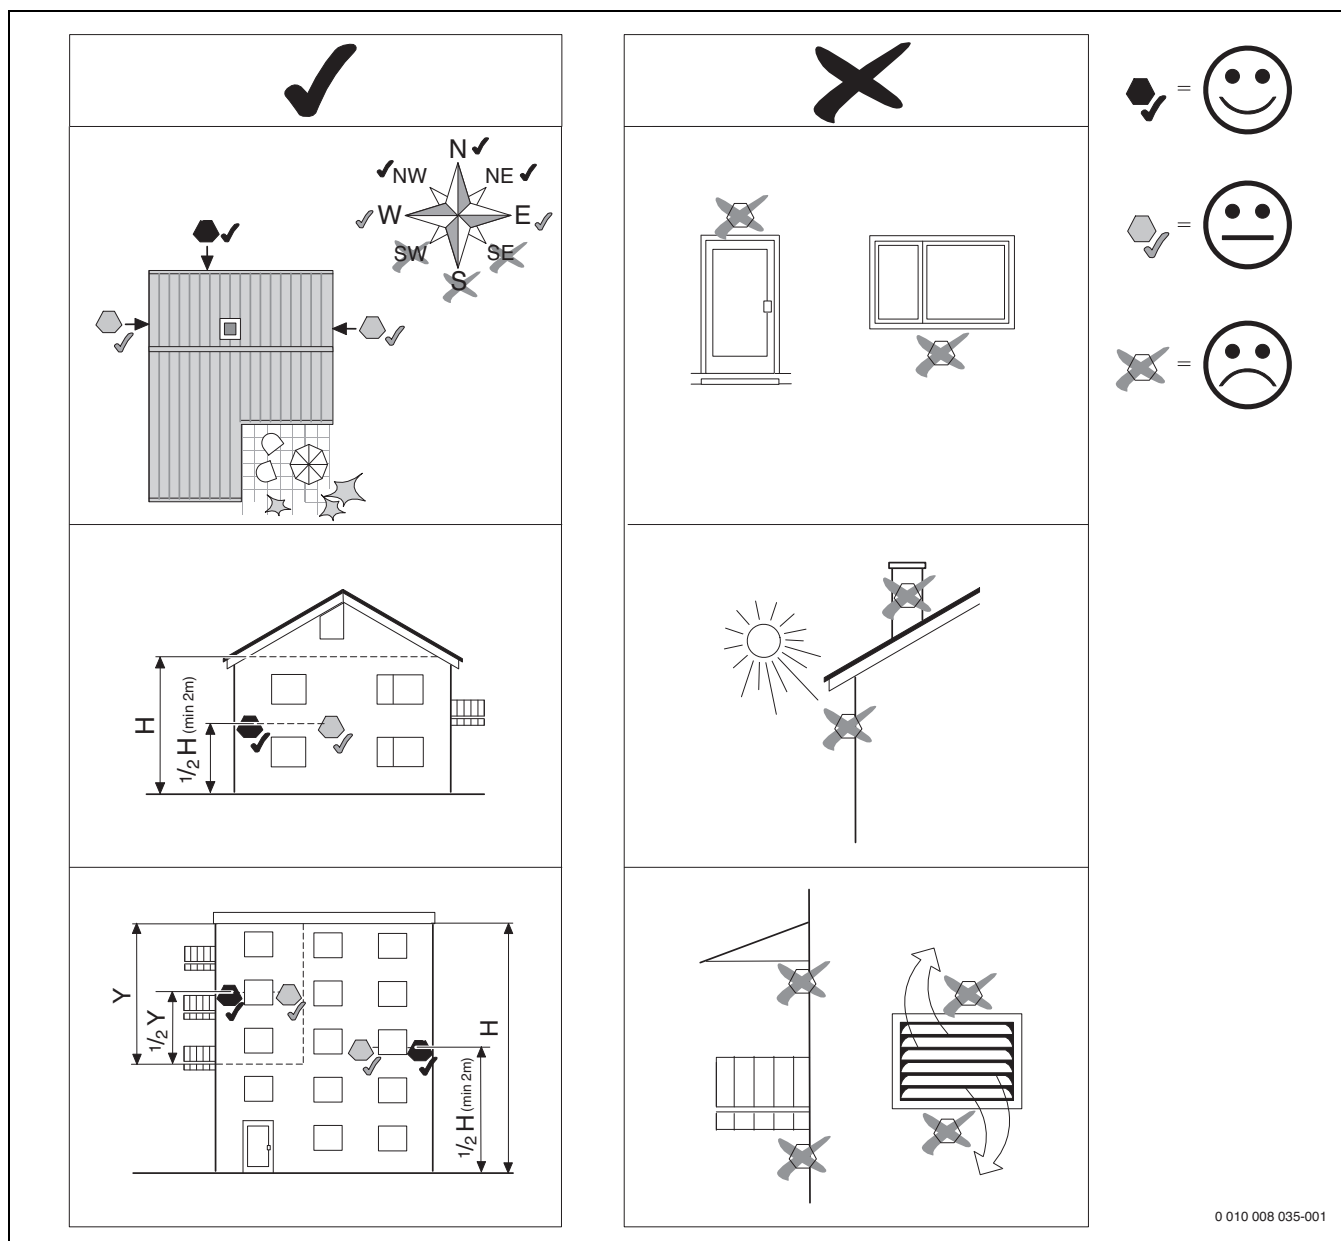 N
NW
NE
W
E
SW
SE
S
=
=
=
H
1/2 H (min 2m)
Y
1/2 Y
H
1/2 H (min 2m)
0 010 008 035-001